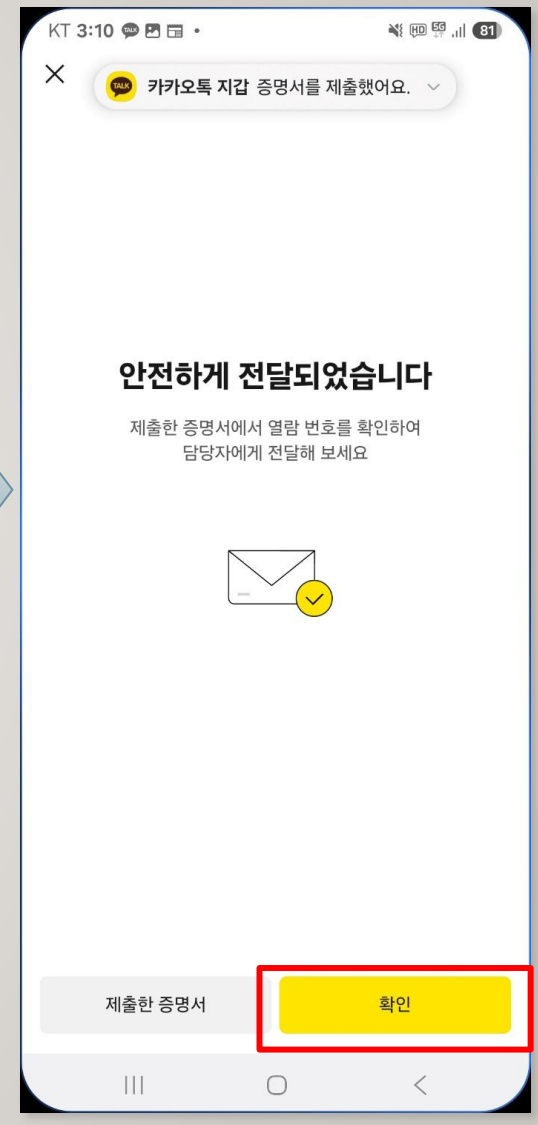 KT 3:10
HD 5G 81
카카오톡 지갑 증명서를 제출했어요.
안전하게 전달되었습니다
제출한 증명서에서 열람 번호를 확인하여
담당자에게 전달해 보세요
제출한 증명서 확인